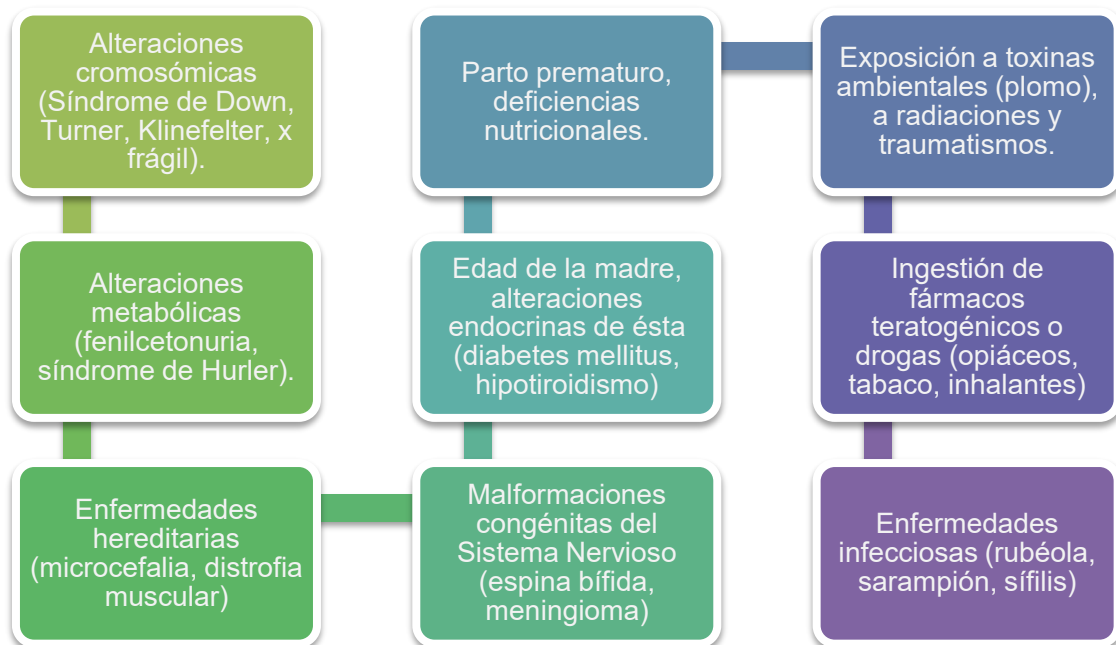 Alteraciones
cromosómicas
(Síndrome de Down,
Turner, Klinefelter, x
frágil).
Alteraciones
metabólicas
(fenilcetonuria,
síndrome de Hurler).
Enfermedades
hereditarias
(microcefalia, distrofia
muscular)
Malformaciones
congénitas del
Sistema Nervioso
(espina bífida,
meningioma)
Edad de la madre,
alteraciones
endocrinas de ésta
(diabetes mellitus,
hipotiroidismo)
Parto prematuro,
deficiencias
nutricionales.
Exposición a toxinas
ambientales (plomo),
a radiaciones y
traumatismos.
Ingestión de
fármacos
teratogénicos o
drogas (opiáceos,
tabaco, inhalantes)
Enfermedades
infecciosas (rubéola,
sarampión, sífilis)